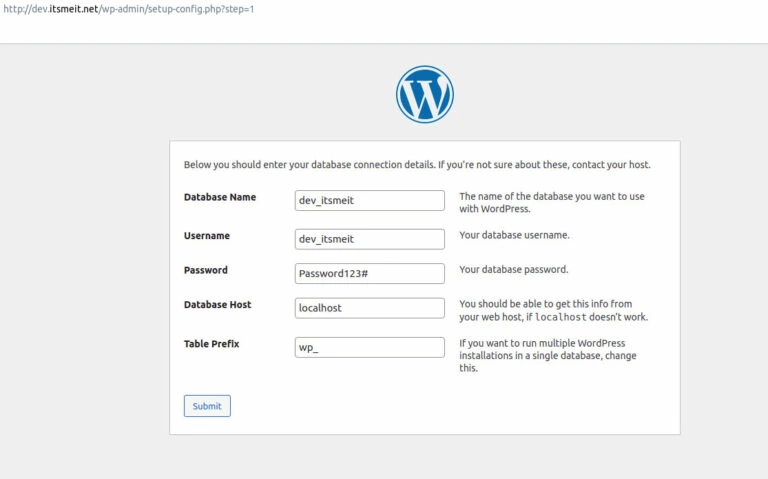 http://dev.itsmeit.net/wp-admin/setup-config.php?step=1
Below you should enter your database connection details. If you're not sure about these, contact your host.
Database Name
dev_itsmeit
The name of the database you want to use
with WordPress.
Username
dev_itsmeit
Your database username.
Password
Password123#
Your database password.
Database Host
localhost
You should be able to get this info from
your web host, if localhost doesn't work.
Table Prefix
wp_
If you want to run multiple WordPress
installations in a single database, change
this.
Submit